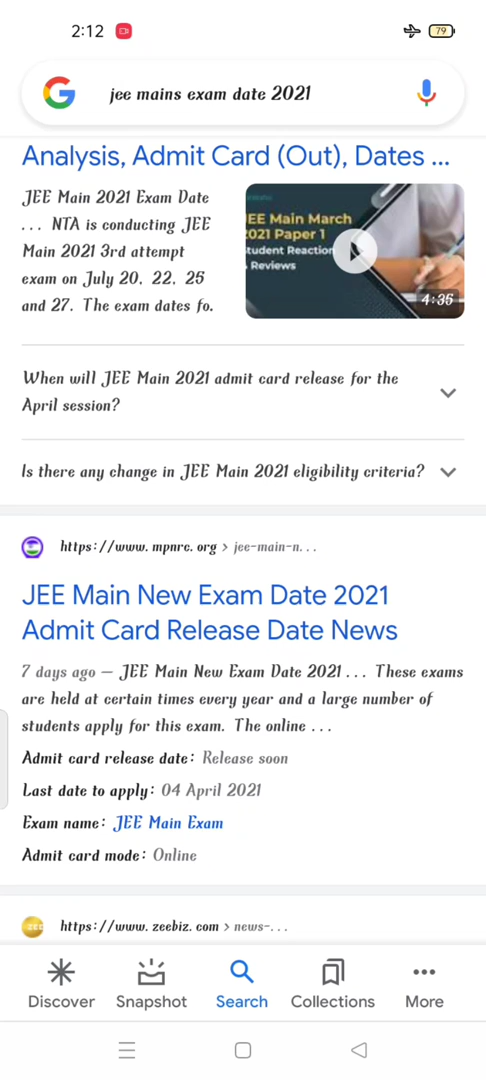 2:12
79
jee mains exam date 2021
Analysis, Admit Card (Out), Dates ...
JEE Main 2021 Exam Date
... NTA is conducting JEE
Main 2021 3rd attempt
exam on July 20, 22, 25
and 27. The exam dates fo.
EE Main March
2021 Paper 1
tudent Reaction
Reviews
4:35
When will JEE Main 2021 admit card release for the
April session?
Is there any change in JEE Main 2021 eligibility criteria?
https://www.mpnrc.org › jee-main-n...
JEE Main New Exam Date 2021
Admit Card Release Date News
7 days ago — JEE Main New Exam Date 2021 ... These exams
are held at certain times every year and a large number of
students apply for this exam. The online ...
Admit card release date: Release soon
Last date to apply: 04 April 2021
Exam name: JEE Main Exam
Admit card mode: Online
ZEE
https://www.zeebiz.com › news-...
Discover Snapshot Search Collections More